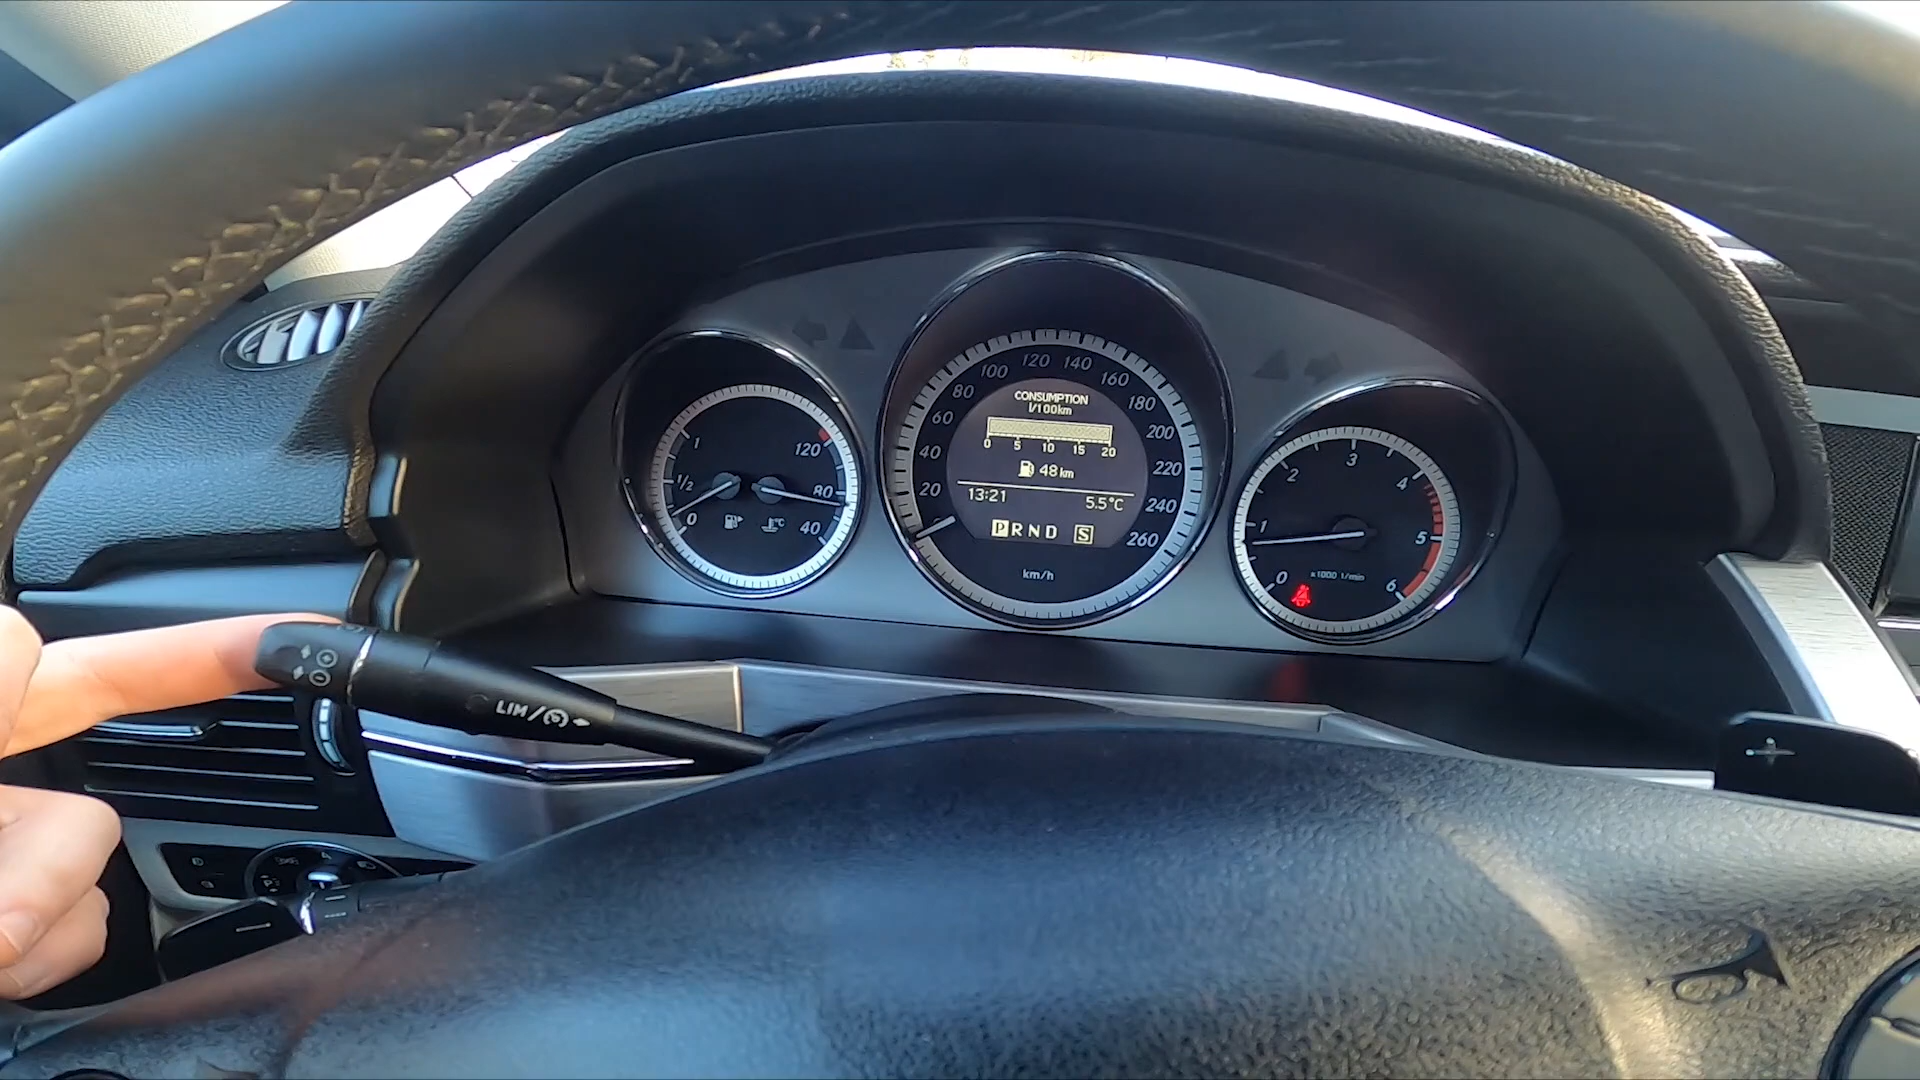 CONSUMPTION
l/100km
0 5 10 15 20
48 km
13:21 5.5°C
P R N D S
km/h
20 40 60 80 100 120 140 160 180 200 220 240 260
1 1/2 0
120 80 40
°C
0 1 2 3 4 5 6
x1000 1/min
LIM/
+
P
A